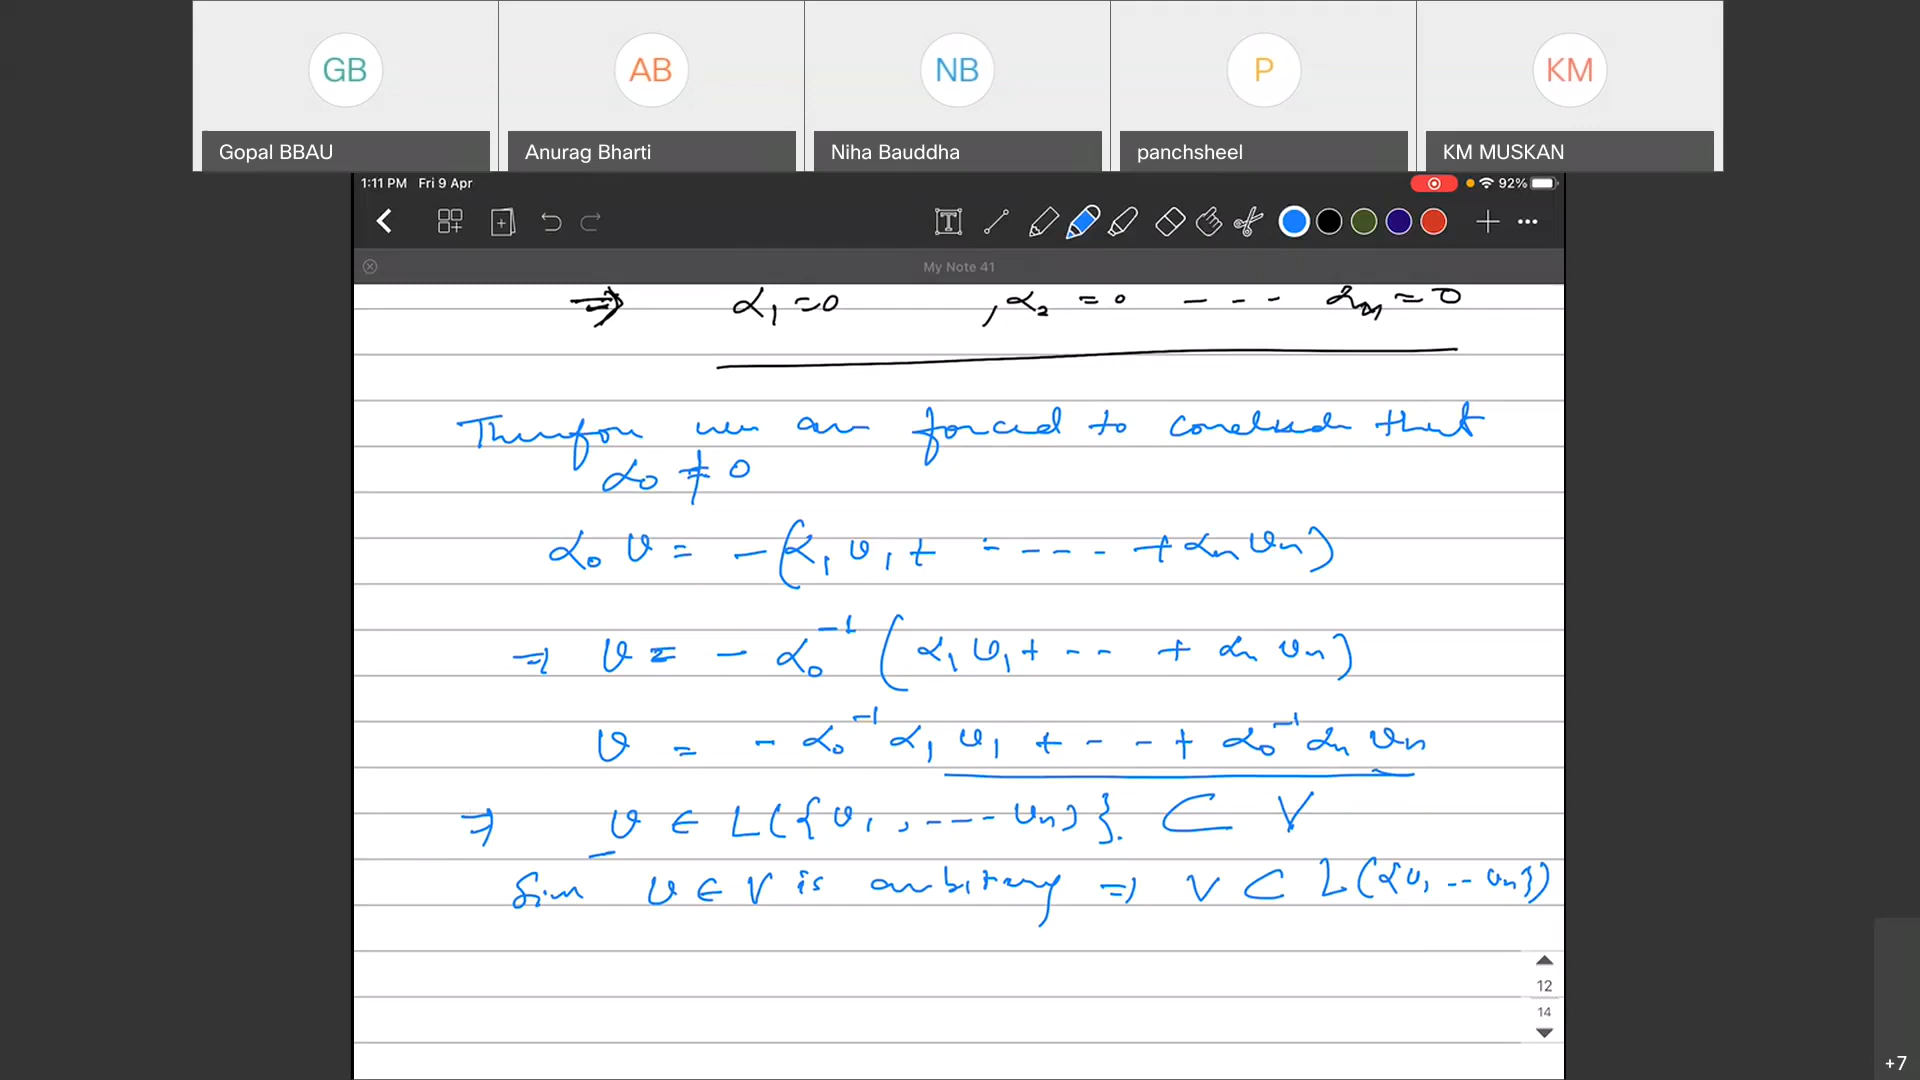 GB AB NB P KM
Gopal BBAU Anurag Bharti Niha Bauddha panchsheel KM MUSKAN
1:11 PM Fri 9 Apr 92%
My Note 41
⇒ α₁ = 0 , α₂ = 0 - - - αₙ = 0
Therefore we are forced to conclude that
α₀ ≠ 0
α₀ v = - (α₁ v₁ + - - - - + αₙ vₙ)
⇒ v = - α₀⁻¹ ( α₁ v₁ + - - + αₙ vₙ )
v = - α₀⁻¹ α₁ v₁ + - - + α₀⁻¹ αₙ vₙ
⇒ v ∈ L({v₁, - - - vₙ)}. ⊂ V
Since v ∈ V is arbitrary ⇒ V ⊂ L({v₁ -- vₙ})
12
14
+7